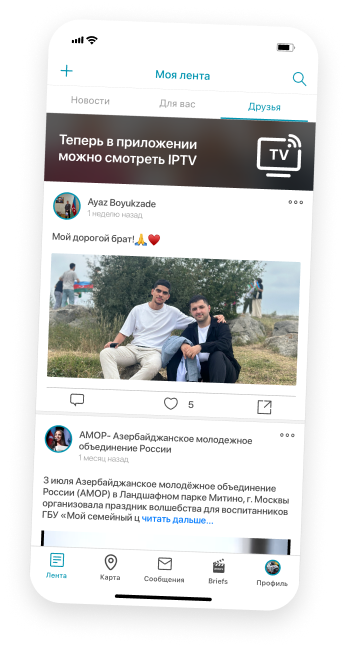 Моя лента
Новости
Для вас
Друзья
Теперь в приложении
можно смотреть IPTV
TV
Ayaz Boyukzade
1 неделю назад
Мой дорогой брат!🙏❤️
5
АМОР- Азербайджанское молодежное
объединение России
1 месяц назад
3 июля Азербайджанское молодёжное объединение
России (АМОР) в Ландшафном парке Митино, г. Москвы
организовала праздник волшебства для воспитанников
ГБУ «Мой семейный ц читать дальше...
Лента
Карта
Сообщения
Briefs
Профиль